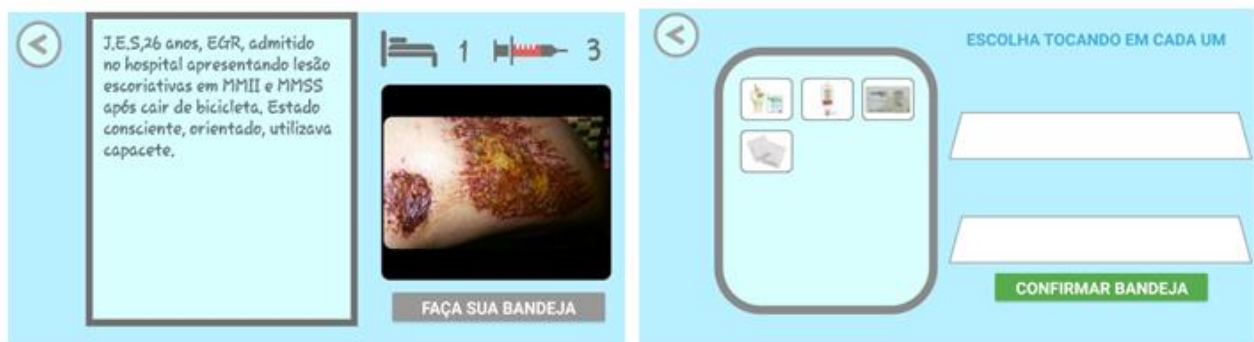 J.E.S,26 anos, EGR, admitido
no hospital apresentando lesão
escoriativas em MMII e MMSS
após cair de bicicleta. Estado
consciente, orientado, utilizava
capacete.
1
3
FAÇA SUA BANDEJA
ESCOLHA TOCANDO EM CADA UM
CONFIRMAR BANDEJA